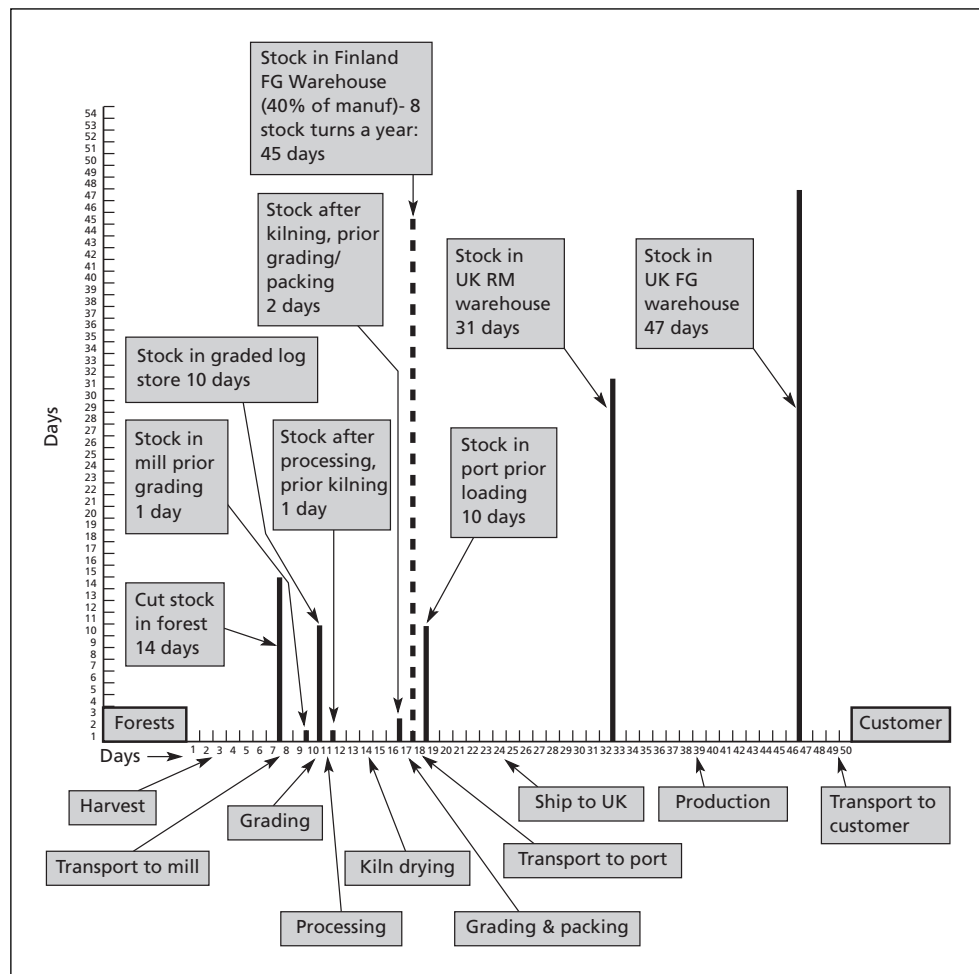 Stock in Finland
FG Warehouse
(40% of manuf)- 8
stock turns a year:
45 days
Stock after
kilning, prior
grading/
packing
2 days
Stock in
UK RM
warehouse
31 days
Stock in
UK FG
warehouse
47 days
Stock in graded log
store 10 days
Stock in
mill prior
grading
1 day
Stock after
processing,
prior kilning
1 day
Stock in
port prior
loading
10 days
Cut stock
in forest
14 days
Days
54
53
52
51
50
49
48
47
46
45
44
43
42
41
40
39
38
37
36
35
34
33
32
31
30
29
28
27
26
25
24
23
22
21
20
19
18
17
16
15
14
13
12
11
10
9
8
7
6
5
4
3
2
1
Forests
Customer
Days
1 2 3 4 5 6 7 8 9 10 11 12 13 14 15 16 17 18 19 20 21 22 23 24 25 26 27 28 29 30 31 32 33 34 35 36 37 38 39 40 41 42 43 44 45 46 47 48 49 50
Harvest
Grading
Ship to UK
Production
Transport to
customer
Transport to mill
Kiln drying
Transport to port
Processing
Grading & packing